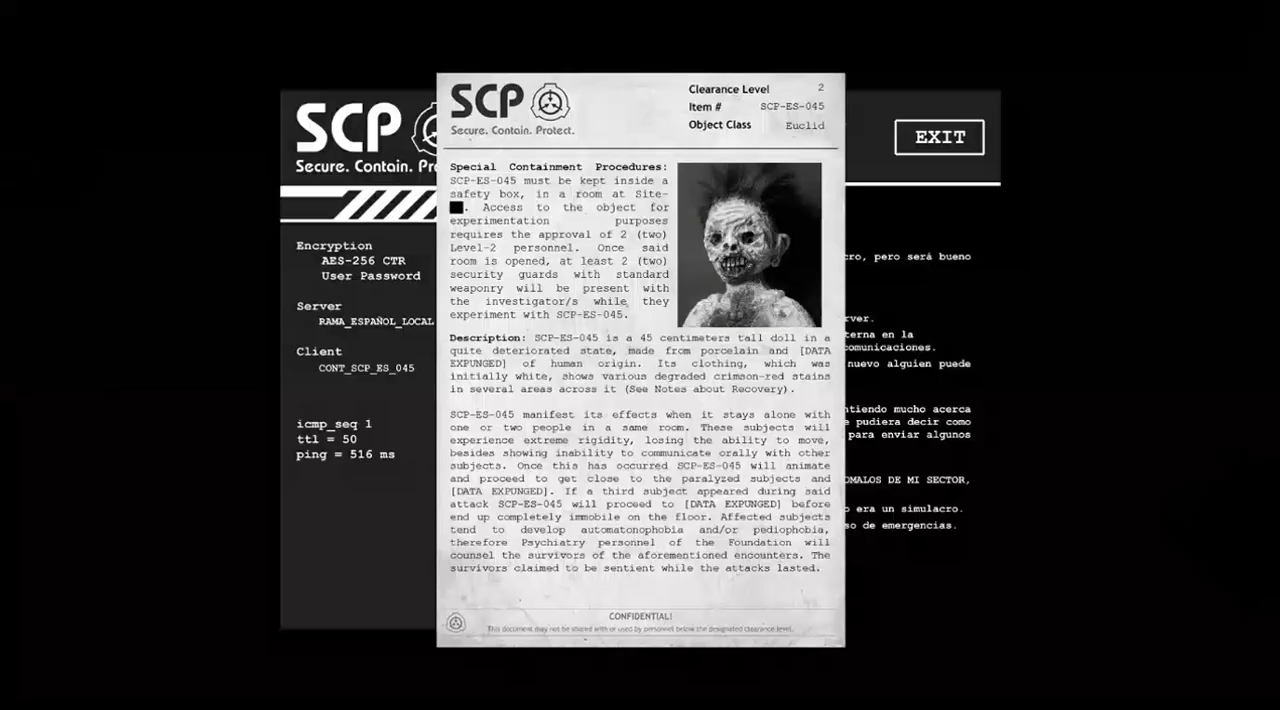 SCP
Secure. Contain. Protect.
Clearance Level 2
Item # SCP-ES-045
Object Class Euclid
Special Containment Procedures:
SCP-ES-045 must be kept inside a
safety box, in a room at Site-
. Access to the object for
experimentation purposes
requires the approval of 2 (two)
Level-2 personnel. Once said
room is opened, at least 2 (two)
security guards with standard
weaponry will be present with
the investigator/s while they
experiment with SCP-ES-045.
Description: SCP-ES-045 is a 45 centimeters tall doll in a
quite deteriorated state, made from porcelain and [DATA
EXPUNGED] of human origin. Its clothing, which was
initially white, shows various degraded crimson-red stains
in several areas across it (See Notes about Recovery).
SCP-ES-045 manifest its effects when it stays alone with
one or two people in a same room. These subjects will
experience extreme rigidity, losing the ability to move,
besides showing inability to communicate orally with other
subjects. Once this has occurred SCP-ES-045 will animate
and proceed to get close to the paralyzed subjects and
[DATA EXPUNGED]. If a third subject appeared during said
attack SCP-ES-045 will proceed to [DATA EXPUNGED] before
end up completely immobile on the floor. Affected subjects
tend to develop automatonophobia and/or pediophobia,
therefore Psychiatry personnel of the Foundation will
counsel the survivors of the aforementioned encounters. The
survivors claimed to be sentient while the attacks lasted.
CONFIDENTIAL!
This document may not be shared with or used by personnel below the designated clearance level.
SCP
Secure. Contain. Pr
EXIT
Encryption
AES-256 CTR
User Password
Server
RAMA_ESPAÑOL_LOCAL
Client
CONT_SCP_ES_045
icmp_seq 1
ttl = 50
ping = 516 ms
cro, pero será bueno
rver.
terna en la
comunicaciones.
nuevo alguien puede
ntiendo mucho acerca
e pudiera decir como
para enviar algunos
OMALOS DE MI SECTOR,
o era un simulacro.
so de emergencias.